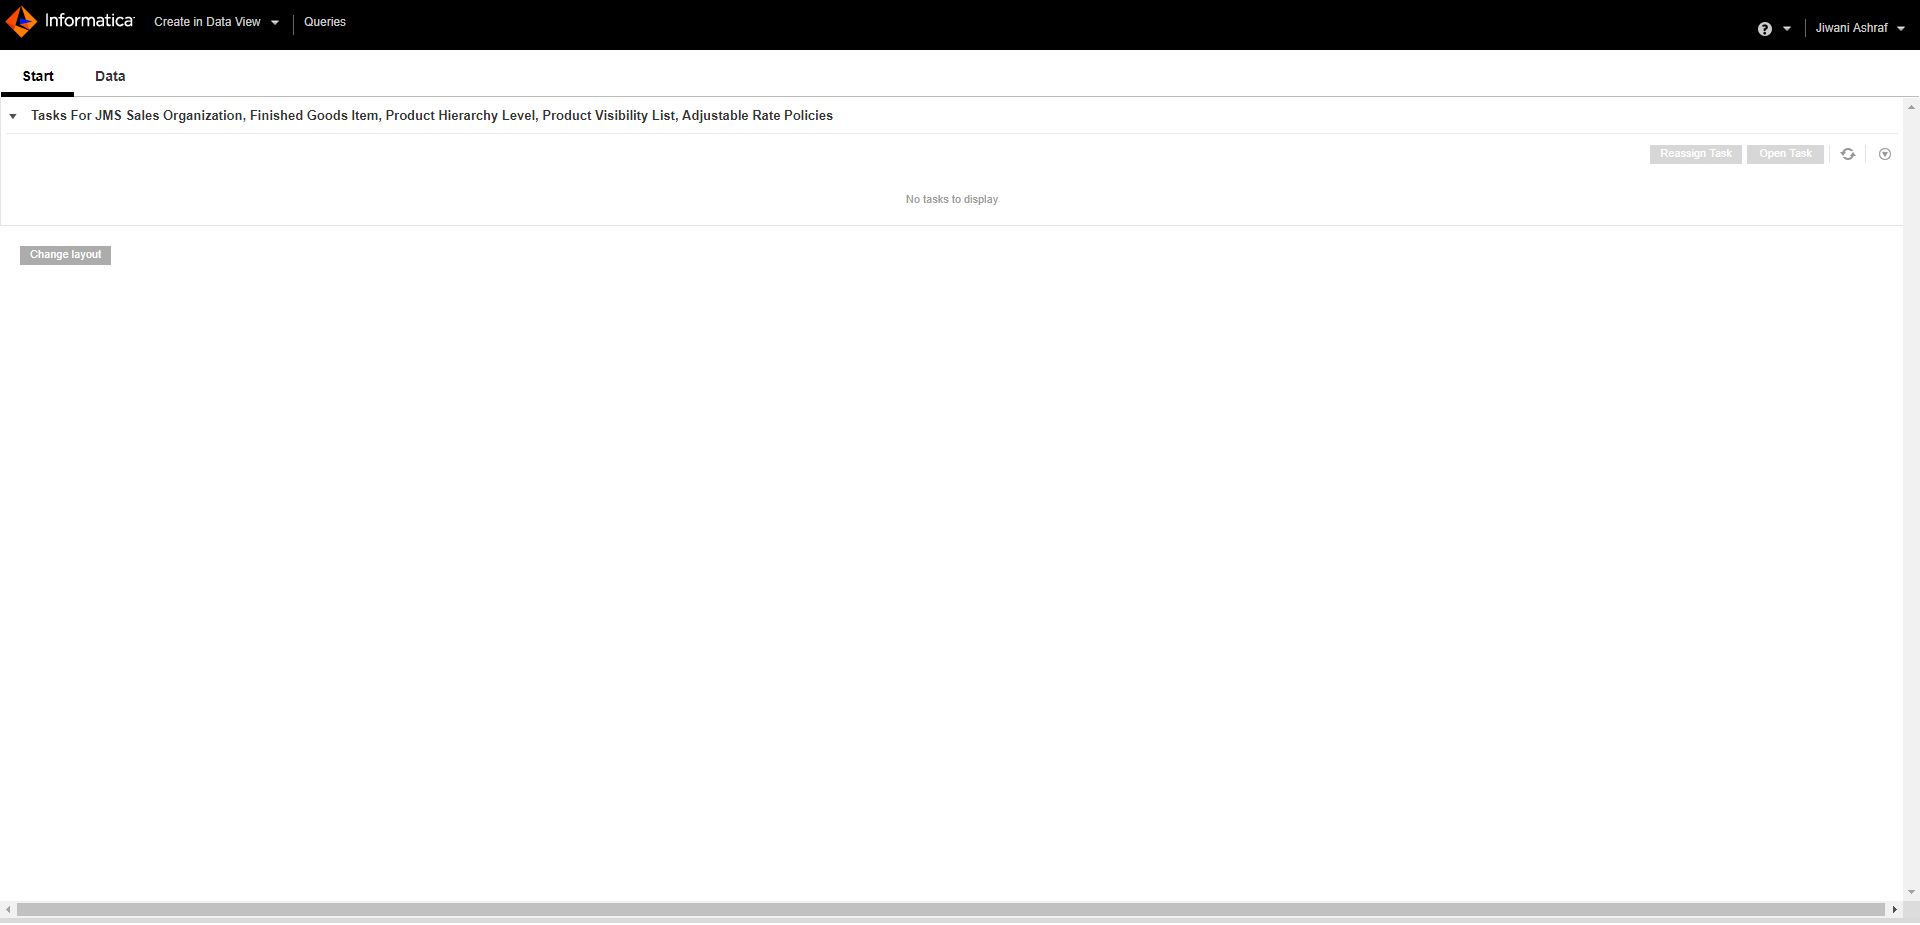 Informatica
Create in Data View
Queries
Jiwani Ashraf
Start
Data
Tasks For JMS Sales Organization, Finished Goods Item, Product Hierarchy Level, Product Visibility List, Adjustable Rate Policies
Reassign Task
Open Task
No tasks to display
Change layout